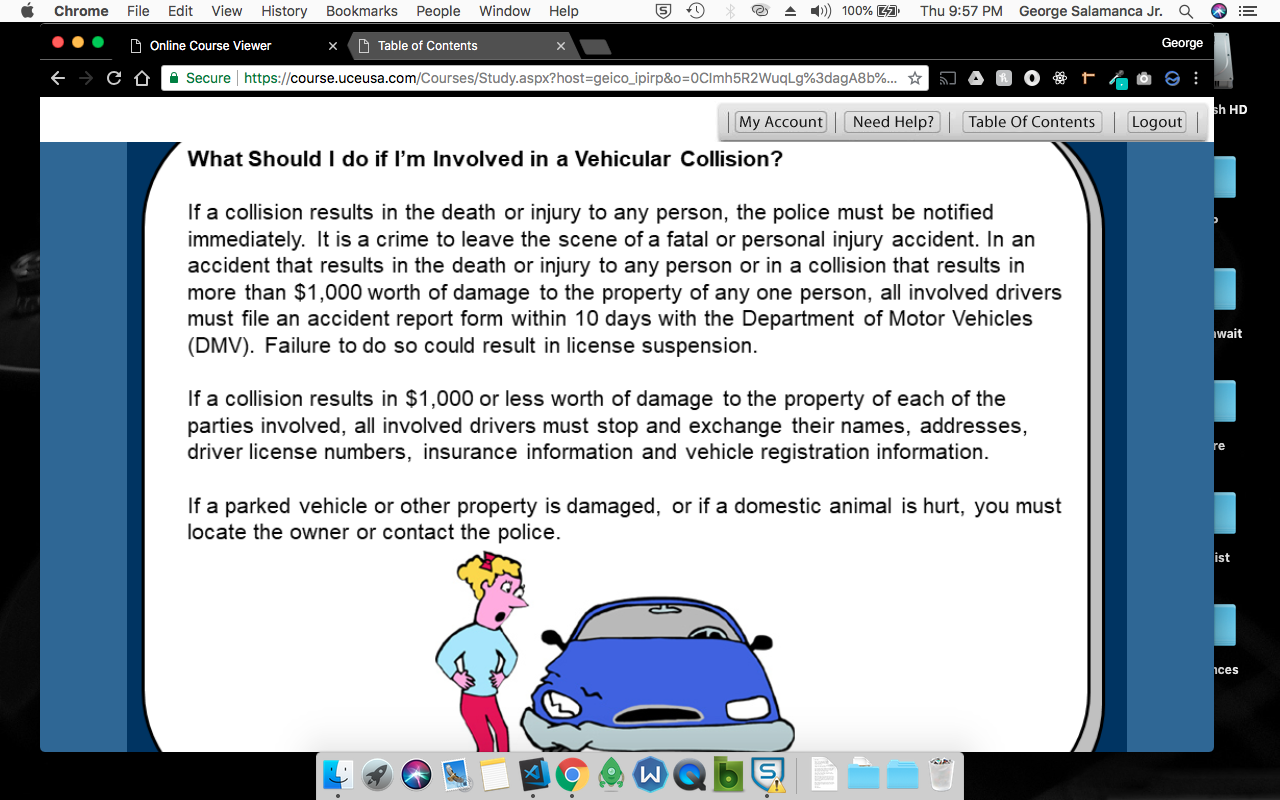 Chrome File Edit View History Bookmarks People Window Help 100% Thu 9:57 PM George Salamanca Jr.
Online Course Viewer Table of Contents George
Secure https://course.uceusa.com/Courses/Study.aspx?host=geico_ipirp&o=0Clmh5R2WuqLg%3dagA8b%...
sh HD
My Account Need Help? Table Of Contents Logout
What Should I do if I'm Involved in a Vehicular Collision?
If a collision results in the death or injury to any person, the police must be notified
immediately. It is a crime to leave the scene of a fatal or personal injury accident. In an
accident that results in the death or injury to any person or in a collision that results in
more than $1,000 worth of damage to the property of any one person, all involved drivers
must file an accident report form within 10 days with the Department of Motor Vehicles
(DMV). Failure to do so could result in license suspension.
wait
If a collision results in $1,000 or less worth of damage to the property of each of the
parties involved, all involved drivers must stop and exchange their names, addresses,
driver license numbers, insurance information and vehicle registration information.
re
If a parked vehicle or other property is damaged, or if a domestic animal is hurt, you must
locate the owner or contact the police.
ist
nces